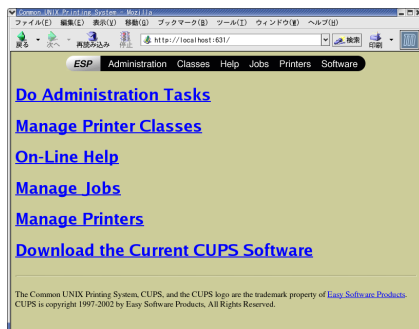 Common UNIX Printing System - Mozilla
ファイル(F) 編集(E) 表示(V) 移動(G) ブックマーク(B) ツール(T) ウィンドウ(W) ヘルプ(H)
戻る 次へ 再読み込み 停止 http://localhost:631/ 検索 印刷
ESP Administration Classes Help Jobs Printers Software
Do Administration Tasks
Manage Printer Classes
On-Line Help
Manage Jobs
Manage Printers
Download the Current CUPS Software
The Common UNIX Printing System, CUPS, and the CUPS logo are the trademark property of Easy Software Products.
CUPS is copyright 1997-2002 by Easy Software Products, All Rights Reserved.